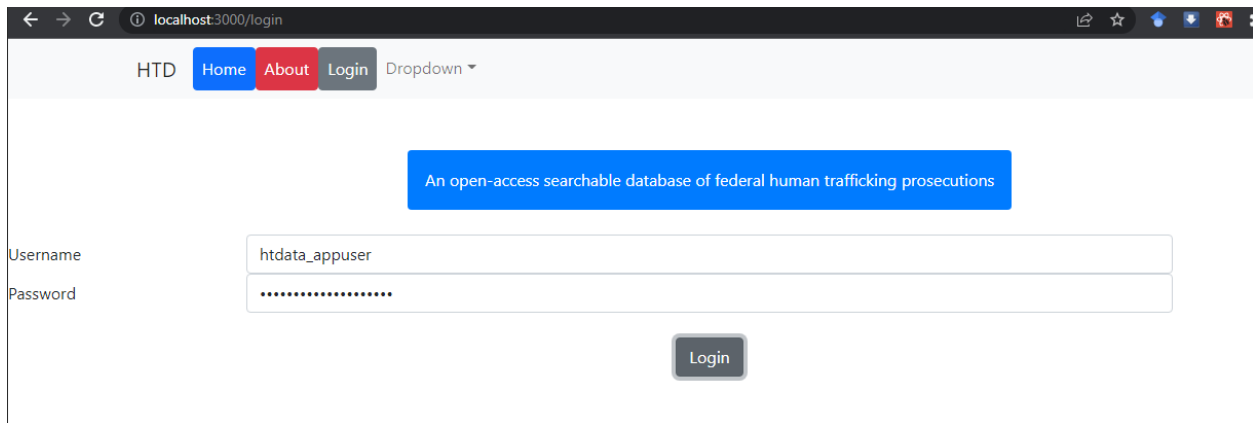 localhost:3000/login
HTD Home About Login Dropdown
An open-access searchable database of federal human trafficking prosecutions
Username htdata_appuser
Password ••••••••••••••••••••
Login